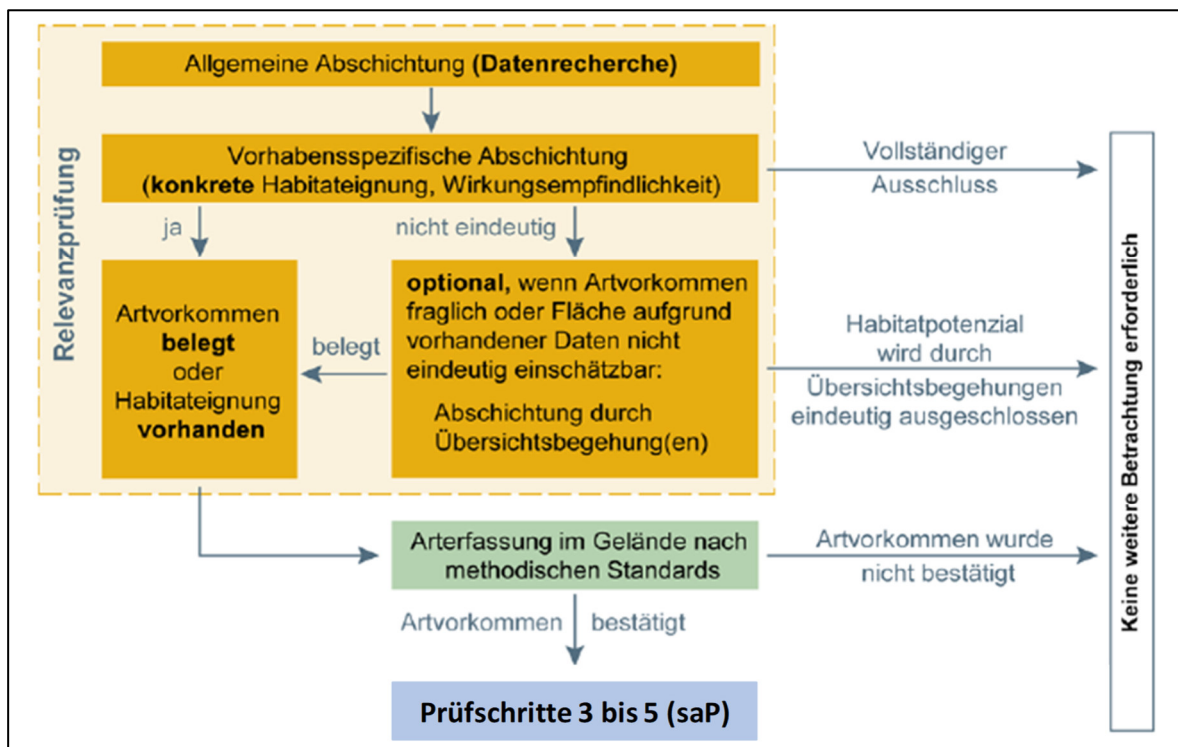 Relevanzprüfung
Allgemeine Abschichtung (Datenrecherche)
Vorhabensspezifische Abschichtung
(konkrete Habitateignung, Wirkungsempfindlichkeit)
Vollständiger
Ausschluss
ja
nicht eindeutig
Artvorkommen
belegt
oder
Habitateignung
vorhanden
belegt
optional, wenn Artvorkommen
fraglich oder Fläche aufgrund
vorhandener Daten nicht
eindeutig einschätzbar:
Abschichtung durch
Übersichtsbegehung(en)
Habitatpotenzial
wird durch
Übersichtsbegehungen
eindeutig ausgeschlossen
Arterfassung im Gelände nach
methodischen Standards
Artvorkommen wurde
nicht bestätigt
Artvorkommen bestätigt
Prüfschritte 3 bis 5 (saP)
Keine weitere Betrachtung erforderlich